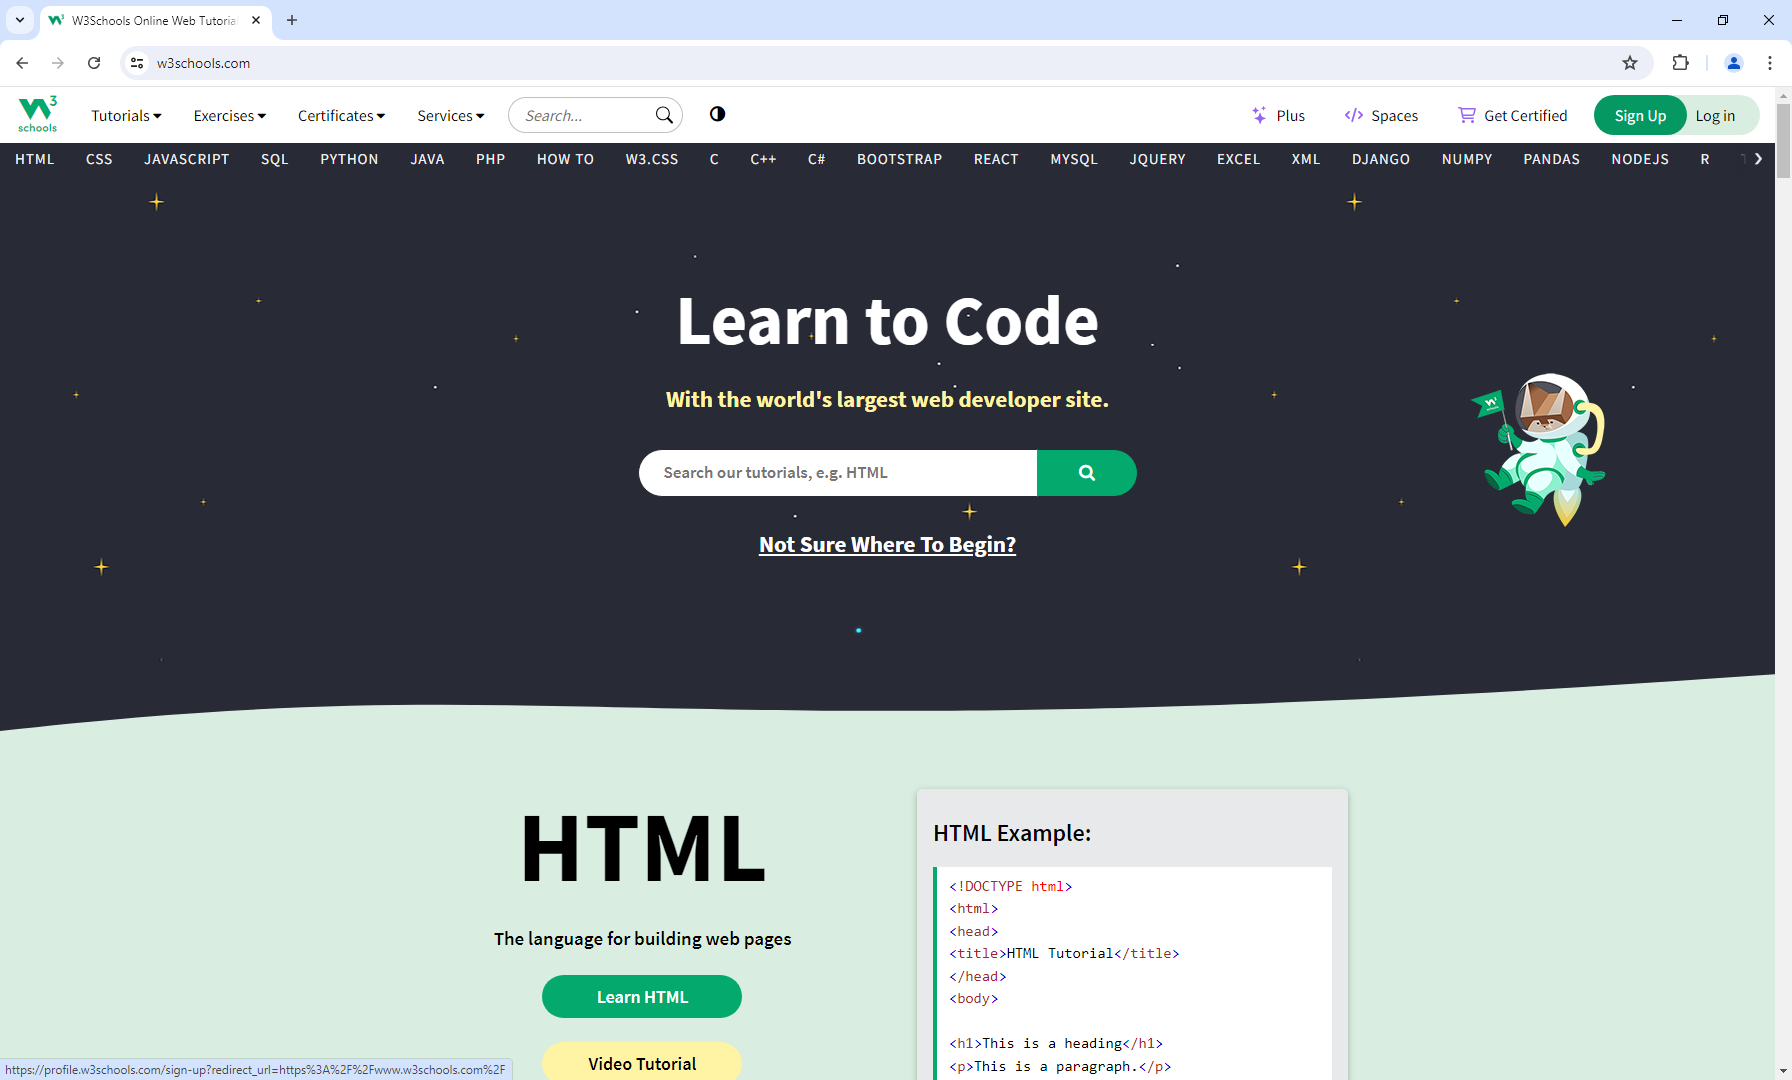 W3Schools Online Web Tutorial
w3schools.com
W3 schools
Tutorials
Exercises
Certificates
Services
Search...
Plus
Spaces
Get Certified
Sign Up
Log in
HTML CSS JAVASCRIPT SQL PYTHON JAVA PHP HOW TO W3.CSS C C++ C# BOOTSTRAP REACT MYSQL JQUERY EXCEL XML DJANGO NUMPY PANDAS NODEJS R
Learn to Code
With the world's largest web developer site.
Search our tutorials, e.g. HTML
Not Sure Where To Begin?
HTML
The language for building web pages
Learn HTML
Video Tutorial
HTML Example:
<!DOCTYPE html>
<html>
<head>
<title>HTML Tutorial</title>
</head>
<body>
<h1>This is a heading</h1>
<p>This is a paragraph.</p>
https://profile.w3schools.com/sign-up?redirect_url=https%3A%2F%2Fwww.w3schools.com%2F